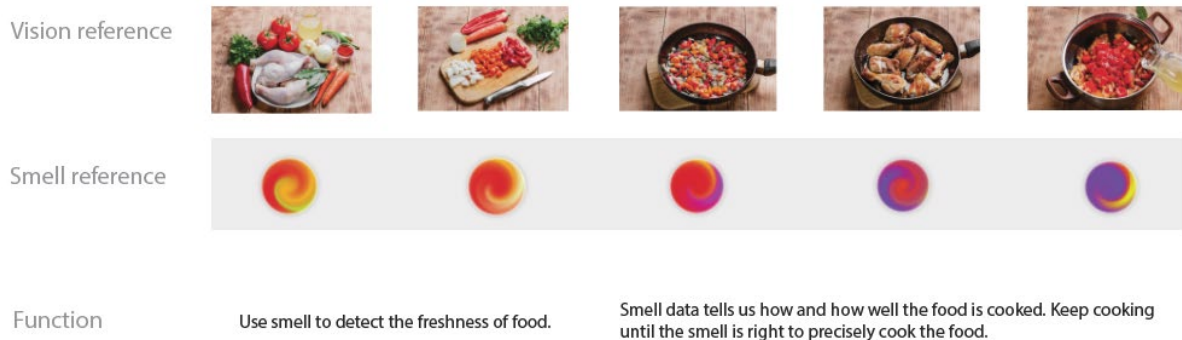 Vision reference
Smell reference
Function
Use smell to detect the freshness of food.
Smell data tells us how and how well the food is cooked. Keep cooking
until the smell is right to precisely cook the food.